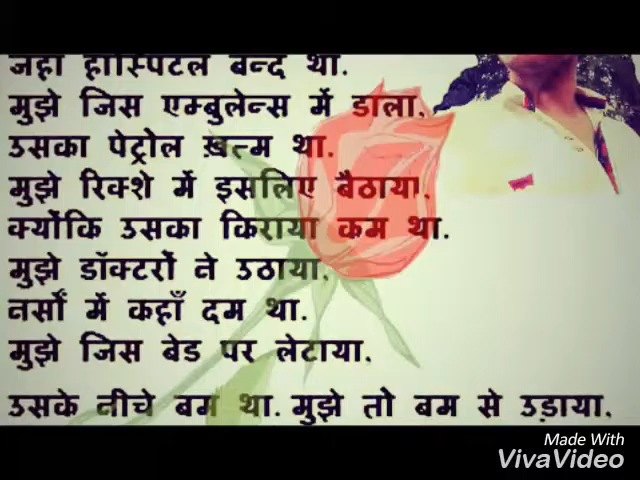 जहाँ हॉस्पिटल बन्द था.
मुझे जिस एम्बुलेन्स में डाला,
उसका पेट्रोल ख़त्म था.
मुझे रिक्शे में इसलिए बैठाया,
क्योंकि उसका किराया कम था.
मुझे डॉक्टरों ने उठाया,
नर्सों में कहाँ दम था.
मुझे जिस बेड पर लेटाया,
उसके नीचे बम था. मुझे तो बम से उड़ाया,
Made With
VivaVideo